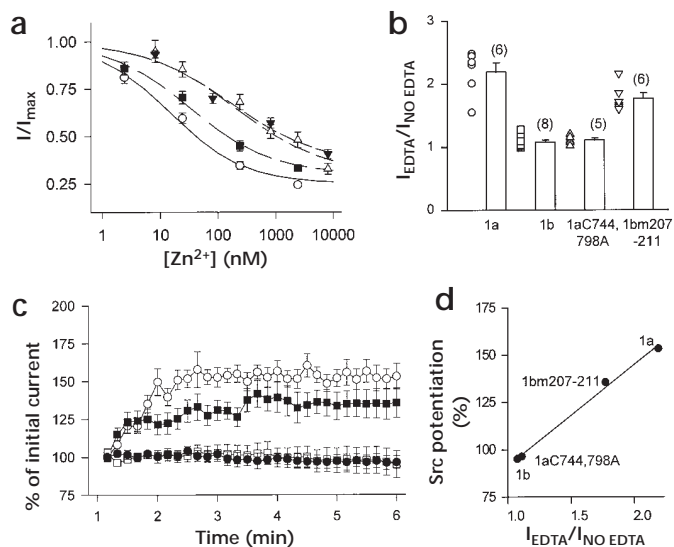 a
1.00
0.75
0.50
0.25
I/Imax
1 10 100 1000 10000
[Zn2+] (nM)
b
3
2
1
0
IEDTA/INO EDTA
(6)
(8)
(5)
(6)
1a 1b 1aC744, 1bm207
798A -211
c
200
175
150
125
100
75
% of initial current
1 2 3 4 5 6
Time (min)
d
175
150
125
100
75
Src potentiation
(%)
1a
1bm207-211
1aC744,798A
1b
1.0 1.5 2.0
IEDTA/INO EDTA